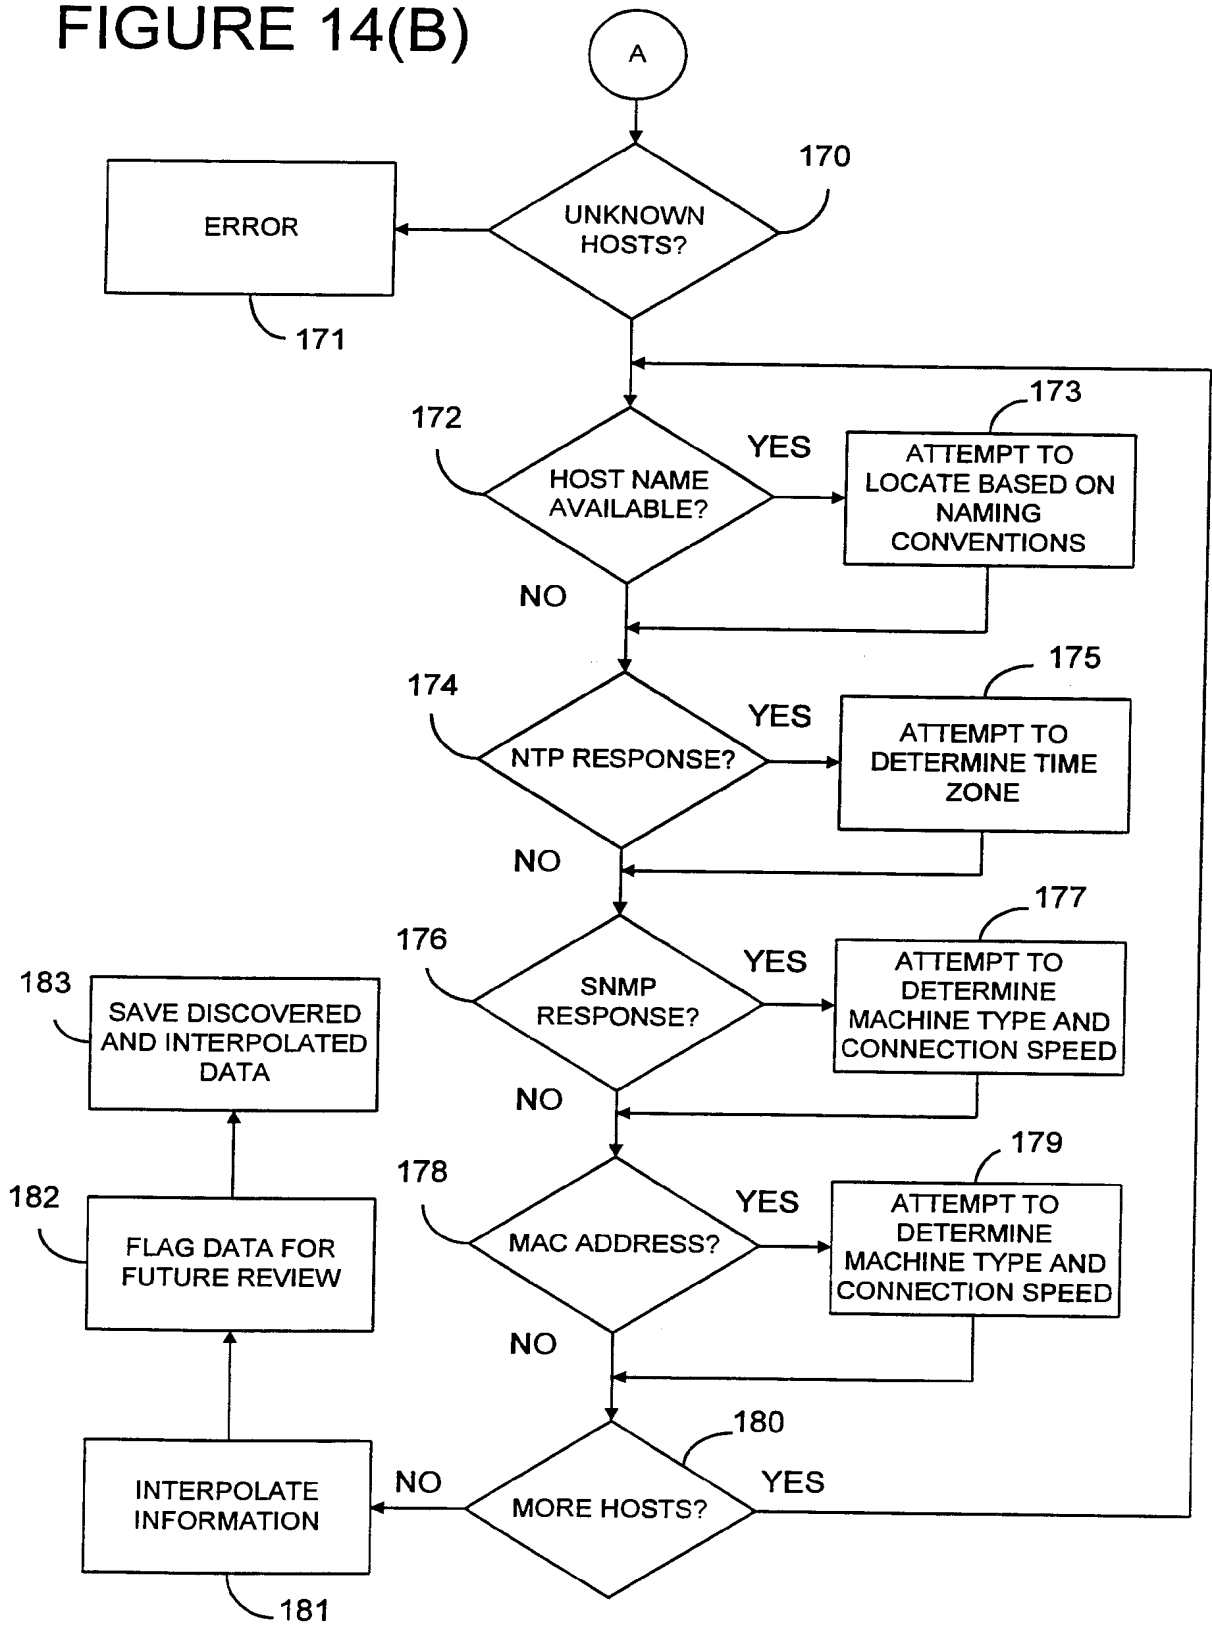 FIGURE 14(B)
A
170
UNKNOWN
HOSTS?
ERROR
171
172
HOST NAME
AVAILABLE?
YES
173
ATTEMPT TO
LOCATE BASED ON
NAMING
CONVENTIONS
NO
174
NTP RESPONSE?
YES
175
ATTEMPT TO
DETERMINE TIME
ZONE
NO
176
SNMP
RESPONSE?
YES
177
ATTEMPT TO
DETERMINE
MACHINE TYPE AND
CONNECTION SPEED
NO
178
MAC ADDRESS?
YES
179
ATTEMPT TO
DETERMINE
MACHINE TYPE AND
CONNECTION SPEED
NO
180
MORE HOSTS?
YES
NO
INTERPOLATE
INFORMATION
181
182
FLAG DATA FOR
FUTURE REVIEW
183
SAVE DISCOVERED
AND INTERPOLATED
DATA